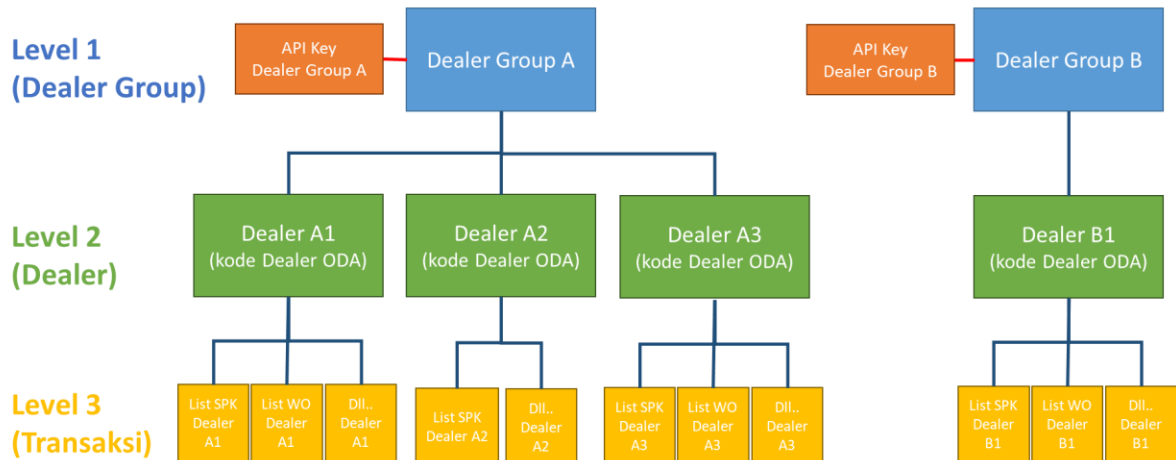 Level 1
(Dealer Group)
API Key
Dealer Group A
Dealer Group A
API Key
Dealer Group B
Dealer Group B
Level 2
(Dealer)
Dealer A1
(kode Dealer ODA)
Dealer A2
(kode Dealer ODA)
Dealer A3
(kode Dealer ODA)
Dealer B1
(kode Dealer ODA)
Level 3
(Transaksi)
List SPK
Dealer
A1
List WO
Dealer
A1
Dll..
Dealer
A1
List SPK
Dealer A2
Dll..
Dealer
A2
List SPK
Dealer
A3
List WO
Dealer
A3
Dll..
Dealer
A3
List SPK
Dealer
B1
List WO
Dealer
B1
Dll..
Dealer
B1